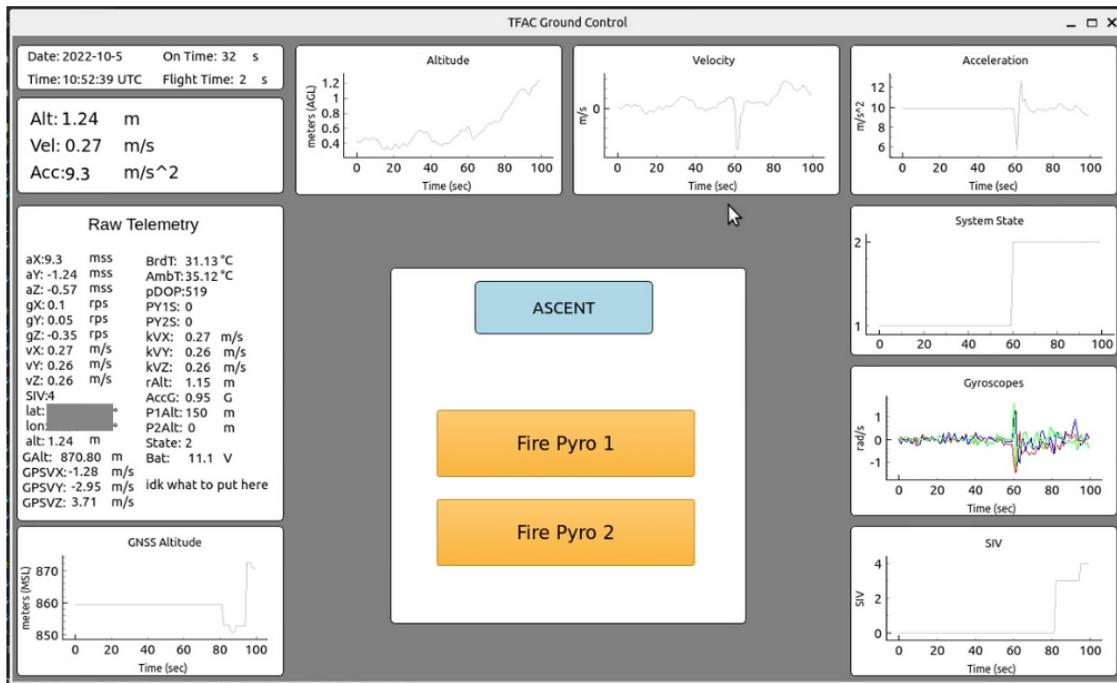 TFAC Ground Control
Date: 2022-10-5 On Time: 32 s
Time: 10:52:39 UTC Flight Time: 2 s
Alt: 1.24 m
Vel: 0.27 m/s
Acc: 9.3 m/s^2
Altitude
meters (AGL)
1.2
1
0.8
0.6
0.4
0 20 40 60 80 100
Time (sec)
Velocity
m/s
0
0 20 40 60 80 100
Time (sec)
Acceleration
m/s^2
12
10
8
6
0 20 40 60 80 100
Time (sec)
Raw Telemetry
aX: 9.3 mss
aY: -1.24 mss
aZ: -0.57 mss
gX: 0.1 rps
gY: 0.05 rps
gZ: -0.35 rps
vX: 0.27 m/s
vY: 0.26 m/s
vZ: 0.26 m/s
SIV:4
lat: °
lon: °
alt: 1.24 m
GAlt: 870.80 m
GPSVX: -1.28 m/s
GPSVY: -2.95 m/s
GPSVZ: 3.71 m/s
BrdT: 31.13 °C
AmbT: 35.12 °C
pDOP: 519
PY1S: 0
PY2S: 0
kVX: 0.27 m/s
kVY: 0.26 m/s
kVZ: 0.26 m/s
rAlt: 1.15 m
AccG: 0.95 G
P1Alt: 150 m
P2Alt: 0 m
State: 2
Bat: 11.1 V
idk what to put here
ASCENT
Fire Pyro 1
Fire Pyro 2
System State
2
1
0 20 40 60 80 100
Time (sec)
Gyroscopes
rad/s
1
0
-1
0 20 40 60 80 100
Time (sec)
GNSS Altitude
meters (MSL)
870
860
850
0 20 40 60 80 100
Time (sec)
SIV
SIV
4
2
0
0 20 40 60 80 100
Time (sec)